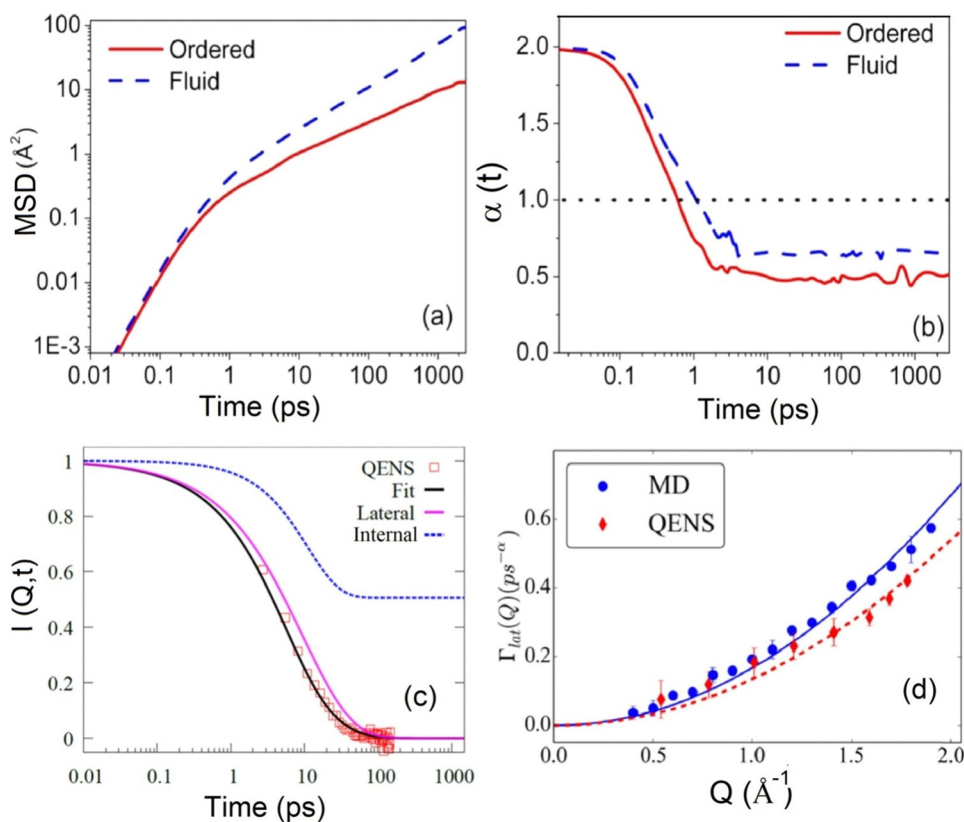 100
10
1
0.1
0.01
1E-3
MSD (Å²)
Ordered
Fluid
(a)
0.01 0.1 1 10 100 1000
Time (ps)
2.0
1.5
1.0
0.5
0.0
α (t)
Ordered
Fluid
(b)
0.1 1 10 100 1000
Time (ps)
1
0.8
0.6
0.4
0.2
0
I (Q,t)
QENS
Fit
Lateral
Internal
(c)
0.01 0.1 1 10 100 1000
Time (ps)
0.6
0.4
0.2
0.0
Γlat(Q)(ps⁻α)
MD
QENS
(d)
0.0 0.5 1.0 1.5 2.0
Q (Å⁻¹)